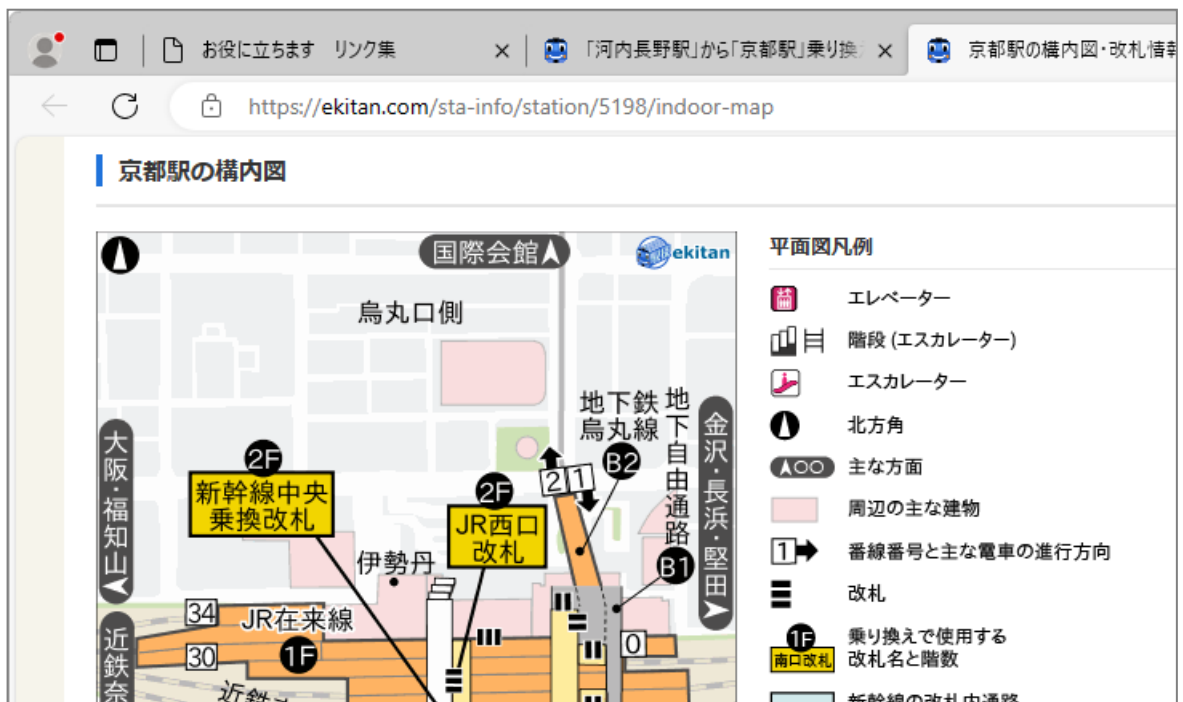 お役に立ちます リンク集
「河内長野駅」から「京都駅」乗り換
京都駅の構内図・改札情報
https://ekitan.com/sta-info/station/5198/indoor-map
京都駅の構内図
国際会館
ekitan
烏丸口側
地下鉄
烏丸線
地下自由通路
金沢・長浜・堅田
大阪・福知山
2F
新幹線中央
乗換改札
2F
JR西口
改札
2 1
B2
B1
伊勢丹
34
JR在来線
1F
30
0
近鉄奈
近鉄
平面図凡例
エレベーター
階段 (エスカレーター)
エスカレーター
北方角
○○ 主な方面
周辺の主な建物
1 番線番号と主な電車の進行方向
改札
1F
南口改札
乗り換えで使用する
改札名と階数
新幹線の改札内通路